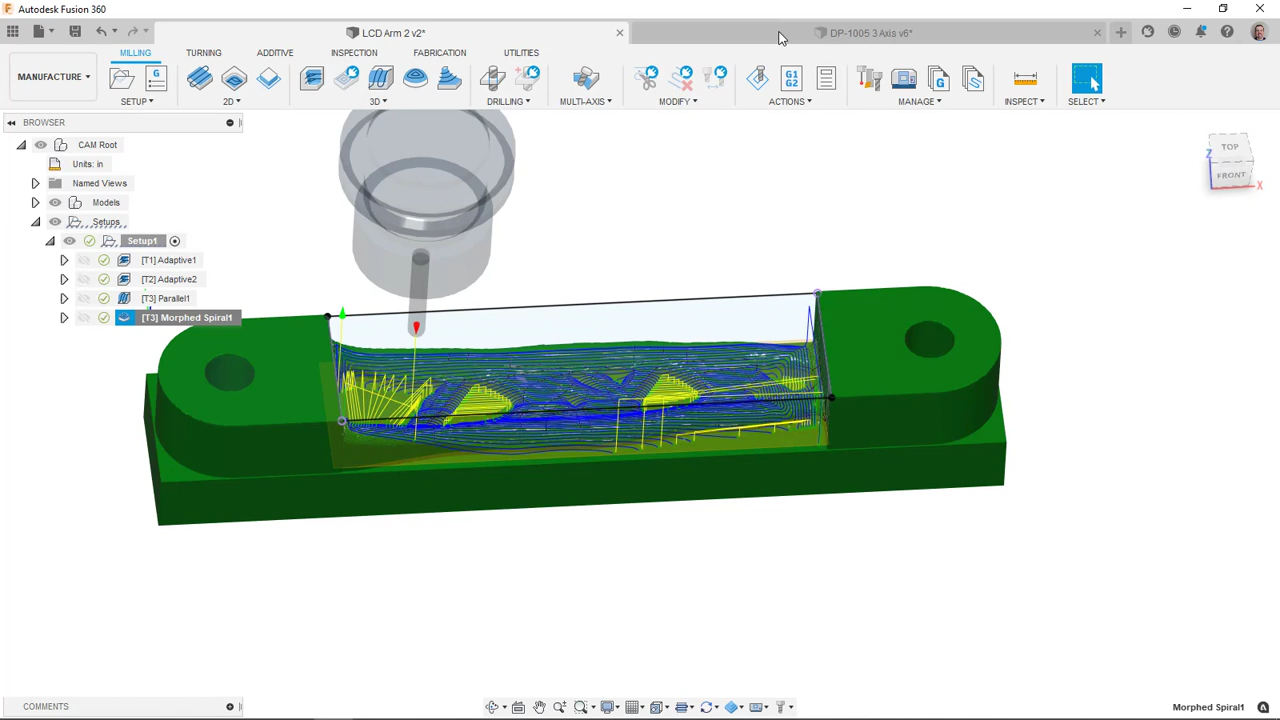 Autodesk Fusion 360
LCD Arm 2 v2*
DP-1005 3 Axis v6*
MANUFACTURE
MILLING
TURNING
ADDITIVE
INSPECTION
FABRICATION
UTILITIES
G
G1
G2
G
SETUP
2D
3D
DRILLING
MULTI-AXIS
MODIFY
ACTIONS
MANAGE
INSPECT
SELECT
BROWSER
CAM Root
Units: in
Named Views
Models
Setups
Setup1
[T1] Adaptive1
[T2] Adaptive2
[T3] Parallel1
[T3] Morphed Spiral1
TOP
FRONT
Z
X
COMMENTS
Morphed Spiral1